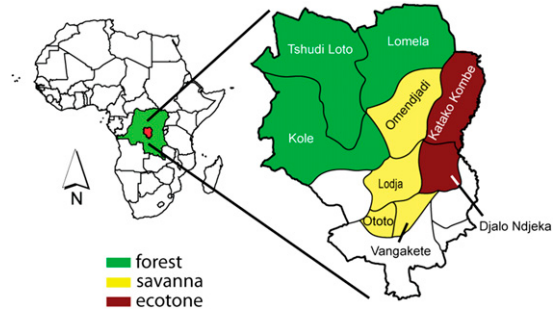 Tshudi Loto
Lomela
Kole
Omendjadi
Katako Kombe
Lodja
Ototo
Vangakete
Djalo Ndjeka
N
forest
savanna
ecotone